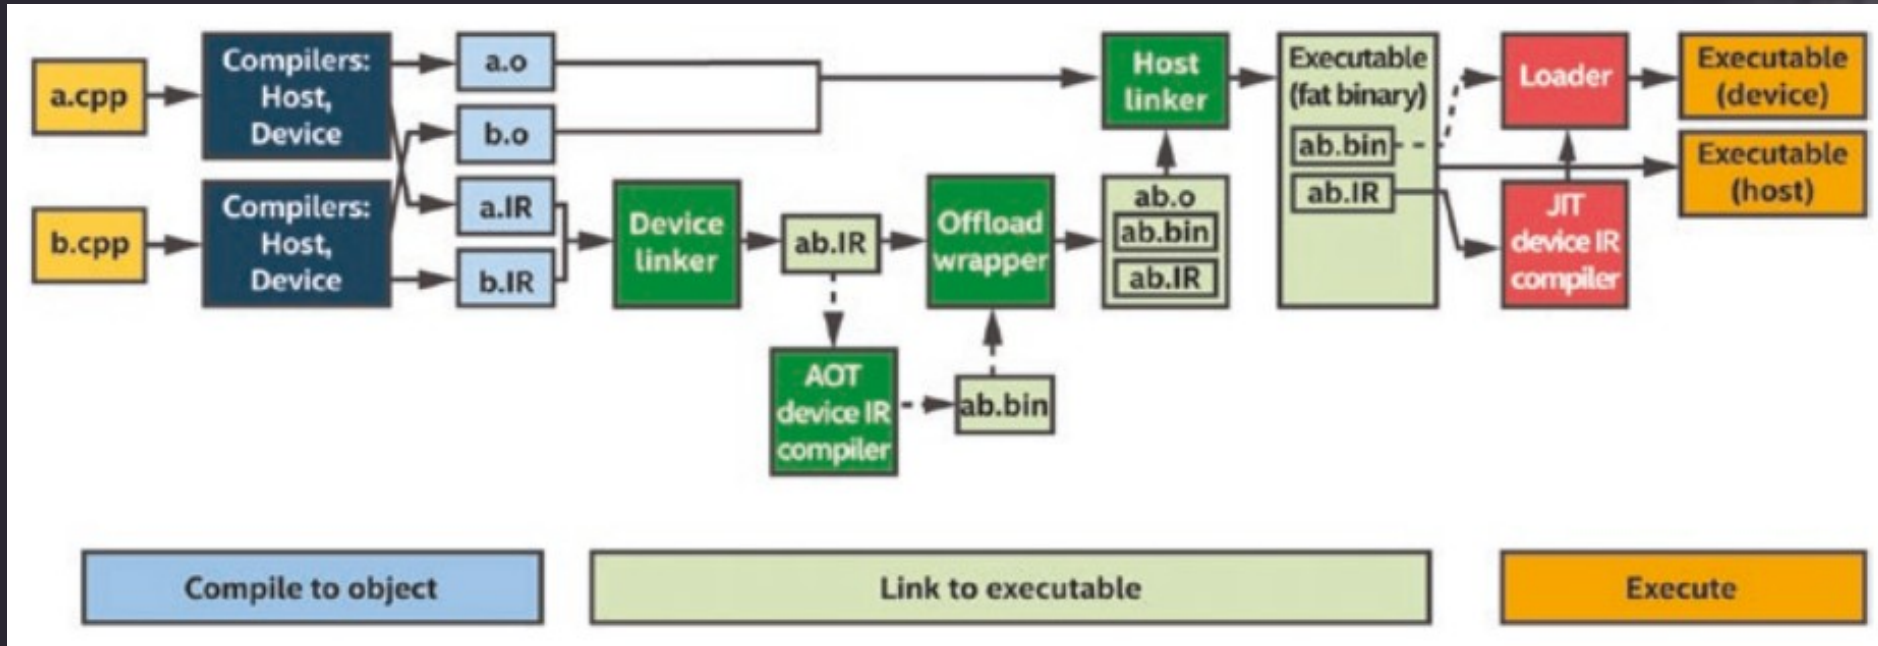 a.cpp
Compilers:
Host,
Device
a.o
b.o
b.cpp
Compilers:
Host,
Device
a.IR
b.IR
Device
linker
ab.IR
AOT
device IR
compiler
ab.bin
Offload
wrapper
ab.o
ab.bin
ab.IR
Host
linker
Executable
(fat binary)
ab.bin
ab.IR
Loader
JIT
device IR
compiler
Executable
(device)
Executable
(host)
Compile to object
Link to executable
Execute